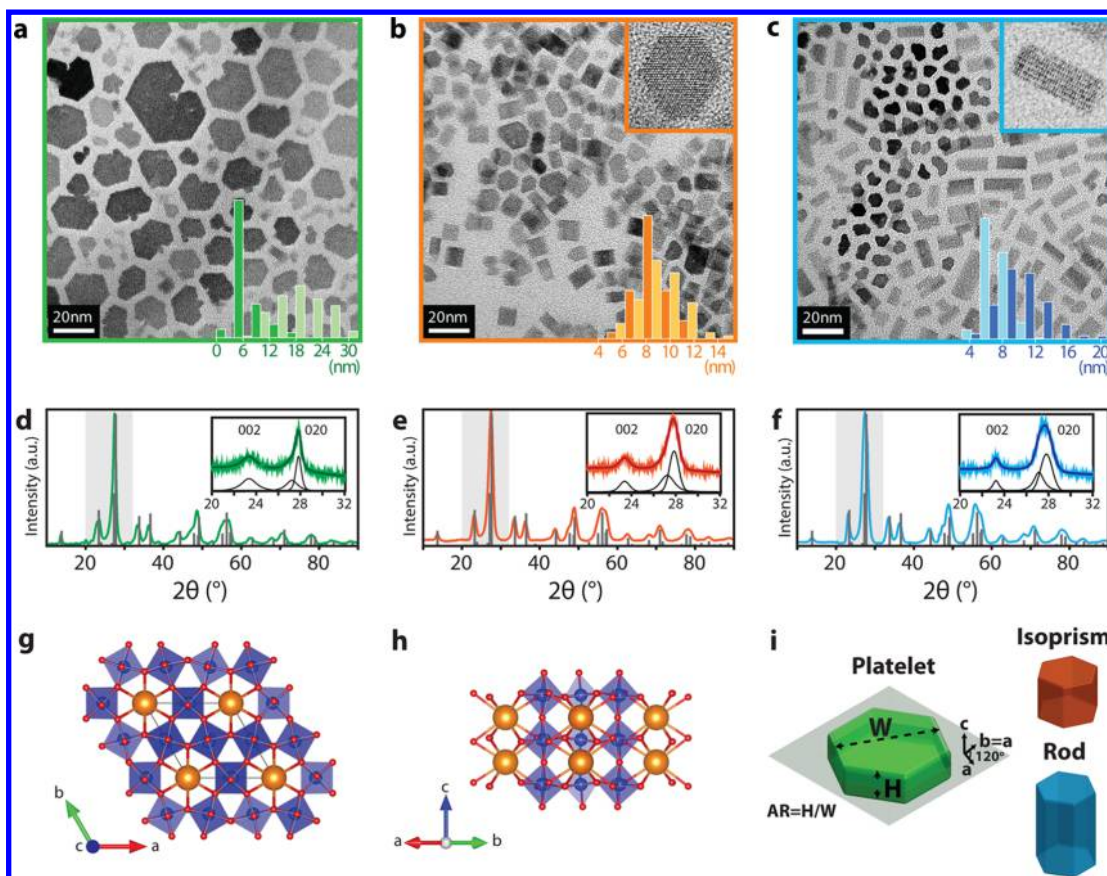 a
b
c
20nm
20nm
20nm
0 6 12 18 24 30
(nm)
4 6 8 10 12 14
(nm)
4 8 12 16 20
(nm)
d
e
f
Intensity (a.u.)
002 020
20 24 28 32
20 40 60 80
2θ (°)
Intensity (a.u.)
002 020
20 24 28 32
20 40 60 80
2θ (°)
Intensity (a.u.)
002 020
20 24 28 32
20 40 60 80
2θ (°)
g
b
c
a
h
c
a
b
i
Platelet
W
H
c
b=a
120°
a
AR=H/W
Isoprism
Rod